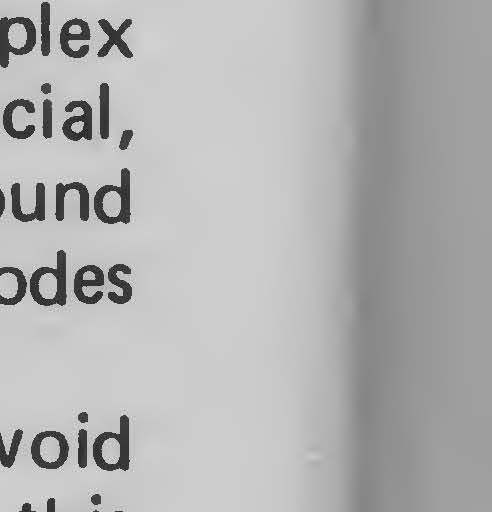 plex
cial,
ound
odes
void